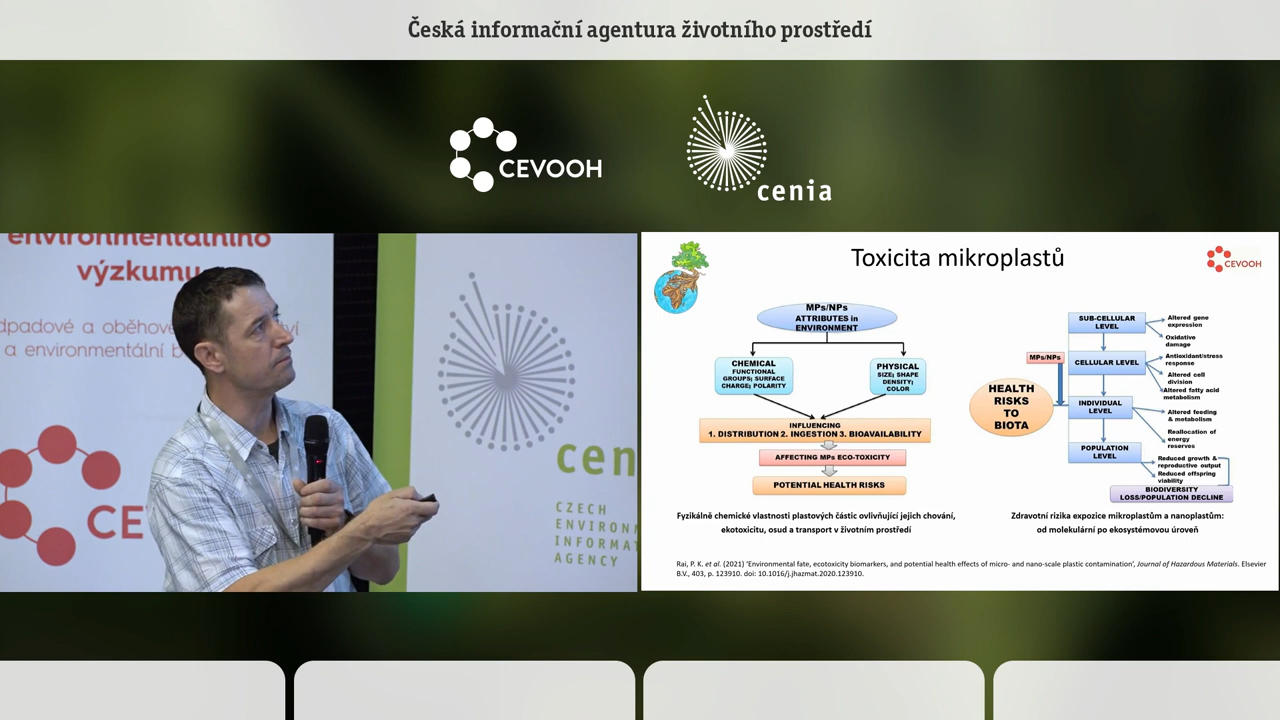 Česká informační agentura životního prostředí
CEVOOH
cenia
environmentálního
výzkumu
dpadové a oběhové
a environmentální b
CE
cen
CZECH
ENVIRON
INFORMAT
AGENCY
Toxicita mikroplastů
CEVOOH
MPs/NPs
ATTRIBUTES in
ENVIRONMENT
CHEMICAL
FUNCTIONAL
GROUPS; SURFACE
CHARGE; POLARITY
PHYSICAL
SIZE; SHAPE
DENSITY;
COLOR
INFLUENCING
1. DISTRIBUTION 2. INGESTION 3. BIOAVAILABILITY
AFFECTING MPs ECO-TOXICITY
POTENTIAL HEALTH RISKS
Fyzikálně chemické vlastnosti plastových částic ovlivňující jejich chování,
ekotoxicitu, osud a transport v životním prostředí
HEALTH
RISKS
TO
BIOTA
MPs/NPs
SUB-CELLULAR
LEVEL
CELLULAR LEVEL
INDIVIDUAL
LEVEL
POPULATION
LEVEL
Altered gene
expression
Oxidative
damage
Antioxidant/stress
response
Altered cell
division
Altered fatty acid
metabolism
Altered feeding
& metabolism
Reallocation of
energy
reserves
Reduced growth &
reproductive output
Reduced offspring
viability
BIODIVERSITY
LOSS/POPULATION DECLINE
Zdravotní rizika expozice mikroplastům a nanoplastům:
od molekulární po ekosystémovou úroveň
Rai, P. K. et al. (2021) 'Environmental fate, ecotoxicity biomarkers, and potential health effects of micro- and nano-scale plastic contamination', Journal of Hazardous Materials. Elsevier
B.V., 403, p. 123910. doi: 10.1016/j.jhazmat.2020.123910.